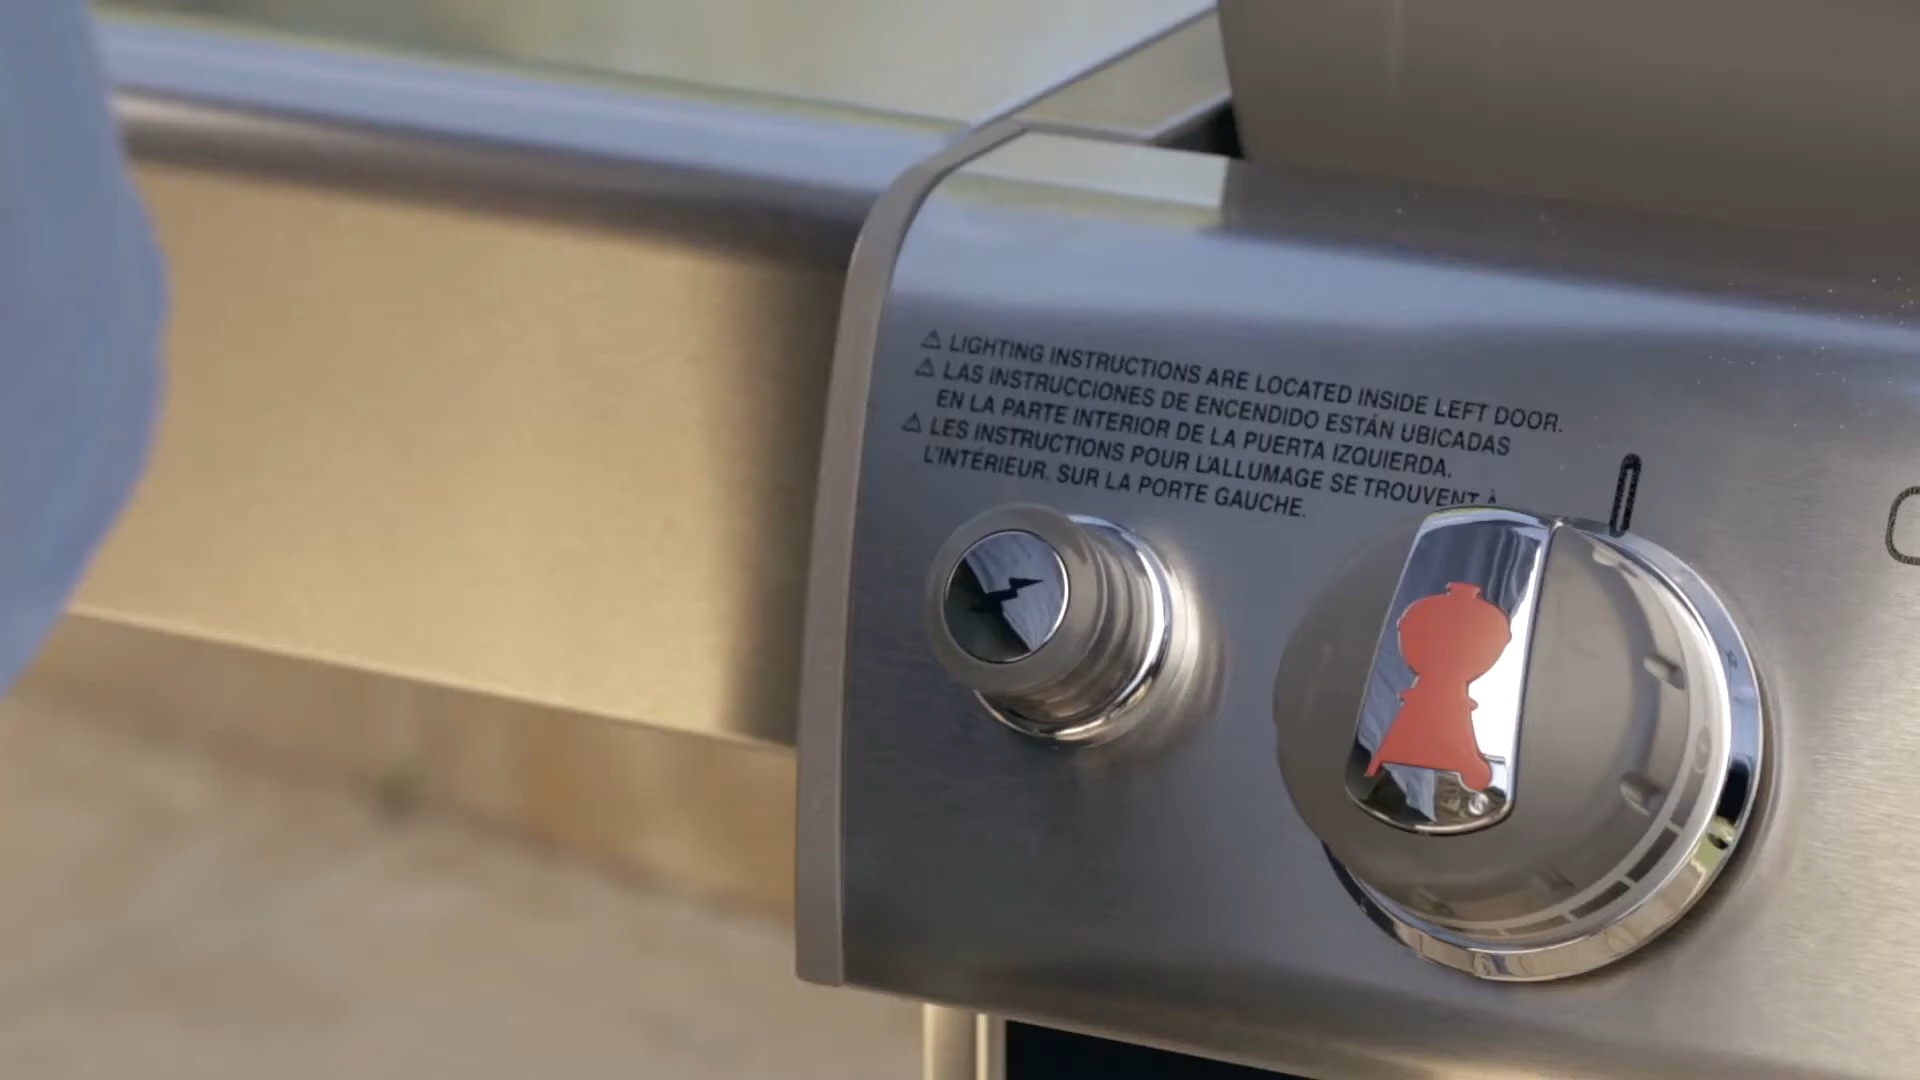 ⚠ LIGHTING INSTRUCTIONS ARE LOCATED INSIDE LEFT DOOR.
⚠ LAS INSTRUCCIONES DE ENCENDIDO ESTÁN UBICADAS
EN LA PARTE INTERIOR DE LA PUERTA IZQUIERDA.
⚠ LES INSTRUCTIONS POUR L'ALLUMAGE SE TROUVENT À
L'INTÉRIEUR. SUR LA PORTE GAUCHE.